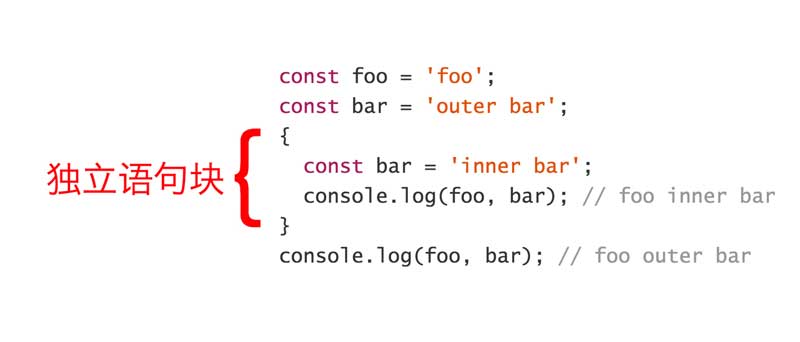 const foo = 'foo';
const bar = 'outer bar';
{
const bar = 'inner bar';
独立语句块
console.log(foo, bar); // foo inner bar
}
console.log(foo, bar); // foo outer bar